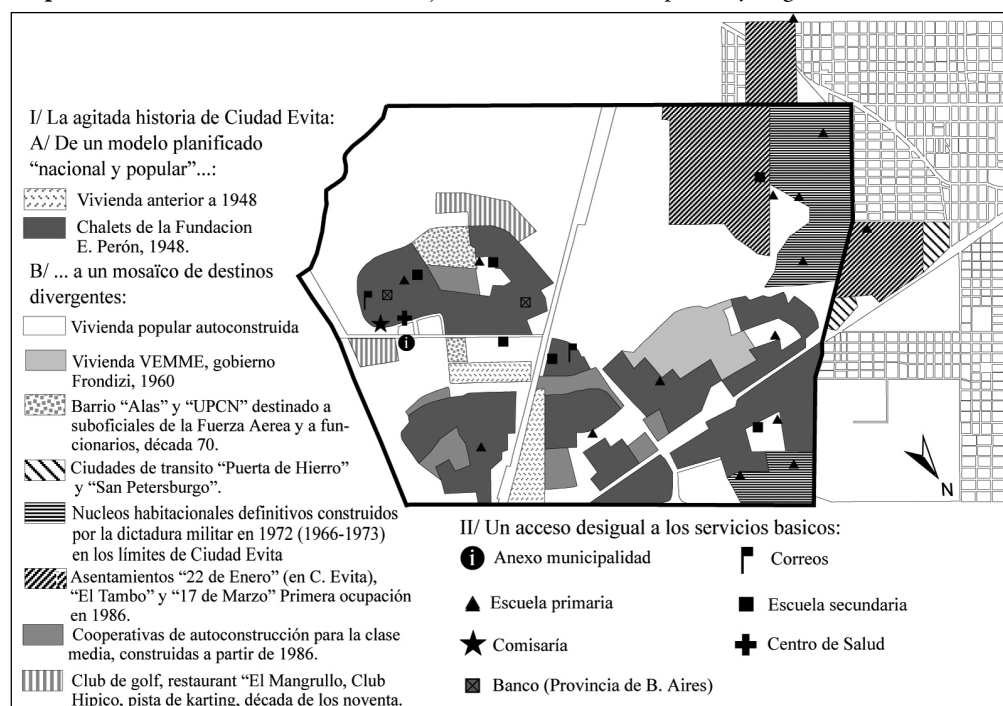 I/ La agitada historia de Ciudad Evita:
A/ De un modelo planificado
“nacional y popular”...:
Vivienda anterior a 1948
Chalets de la Fundacion
E. Perón, 1948.
B/ ... a un mosaïco de destinos
divergentes:
Vivienda popular autoconstruida
Vivienda VEMME, gobierno
Frondizi, 1960
Barrio “Alas” y “UPCN” destinado a
suboficiales de la Fuerza Aerea y a fun-
cionarios, década 70.
Ciudades de transito “Puerta de Hierro”
y “San Petersburgo”.
Nucleos habitacionales definitivos construidos
por la dictadura militar en 1972 (1966-1973)
en los límites de Ciudad Evita
Asentamientos “22 de Enero” (en C. Evita),
“El Tambo” y “17 de Marzo” Primera ocupación
en 1986.
Cooperativas de autoconstrucción para la clase
media, construidas a partir de 1986.
Club de golf, restaurant “El Mangrullo, Club
Hipico, pista de karting, década de los noventa.
N
II/ Un acceso desigual a los servicios basicos:
i Anexo municipalidad
Correos
Escuela primaria
Escuela secundaria
Comisaría
Centro de Salud
Banco (Provincia de B. Aires)
i